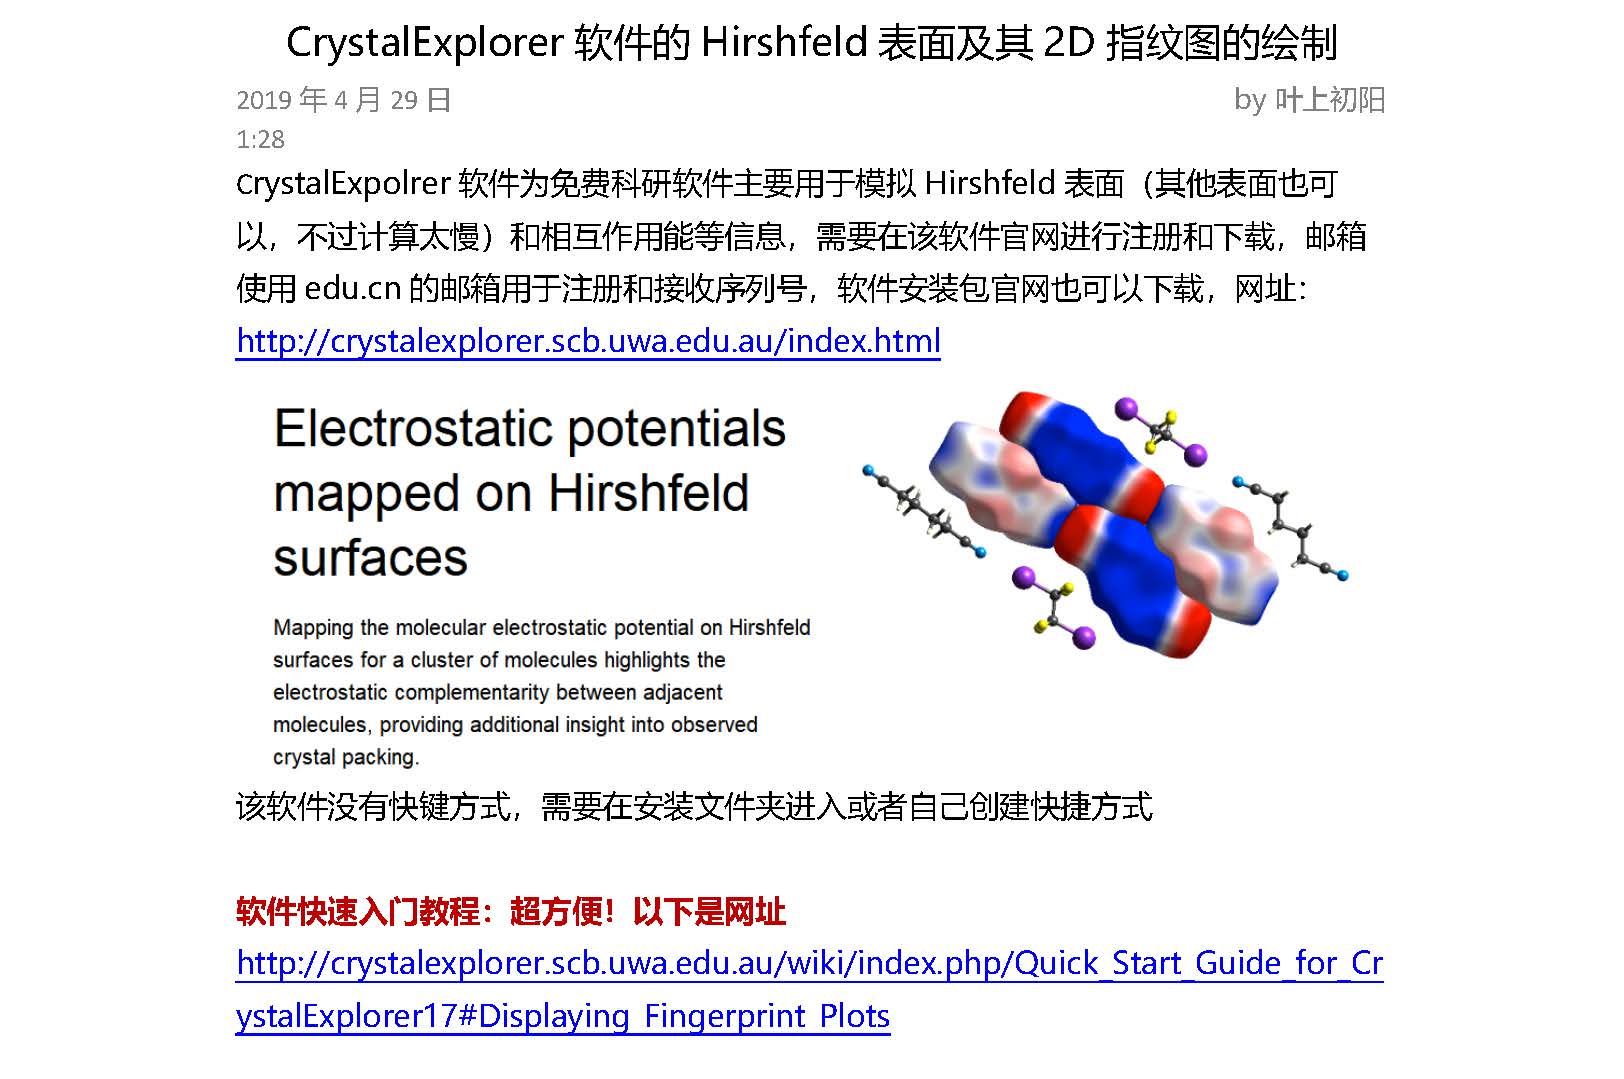 CrystalExplorer 软件的 Hirshfeld 表面及其 2D 指纹图的绘制
2019 年 4 月 29 日
by 叶上初阳
1:28
CrystalExpolrer 软件为免费科研软件主要用于模拟 Hirshfeld 表面（其他表面也可
以，不过计算太慢）和相互作用能等信息，需要在该软件官网进行注册和下载，邮箱
使用 edu.cn 的邮箱用于注册和接收序列号，软件安装包官网也可以下载，网址：
http://crystalexplorer.scb.uwa.edu.au/index.html
Electrostatic potentials
mapped on Hirshfeld
surfaces
Mapping the molecular electrostatic potential on Hirshfeld
surfaces for a cluster of molecules highlights the
electrostatic complementarity between adjacent
molecules, providing additional insight into observed
crystal packing.
该软件没有快键方式，需要在安装文件夹进入或者自己创建快捷方式
软件快速入门教程：超方便！以下是网址
http://crystalexplorer.scb.uwa.edu.au/wiki/index.php/Quick_Start_Guide_for_Cr
ystalExplorer17#Displaying_Fingerprint_Plots